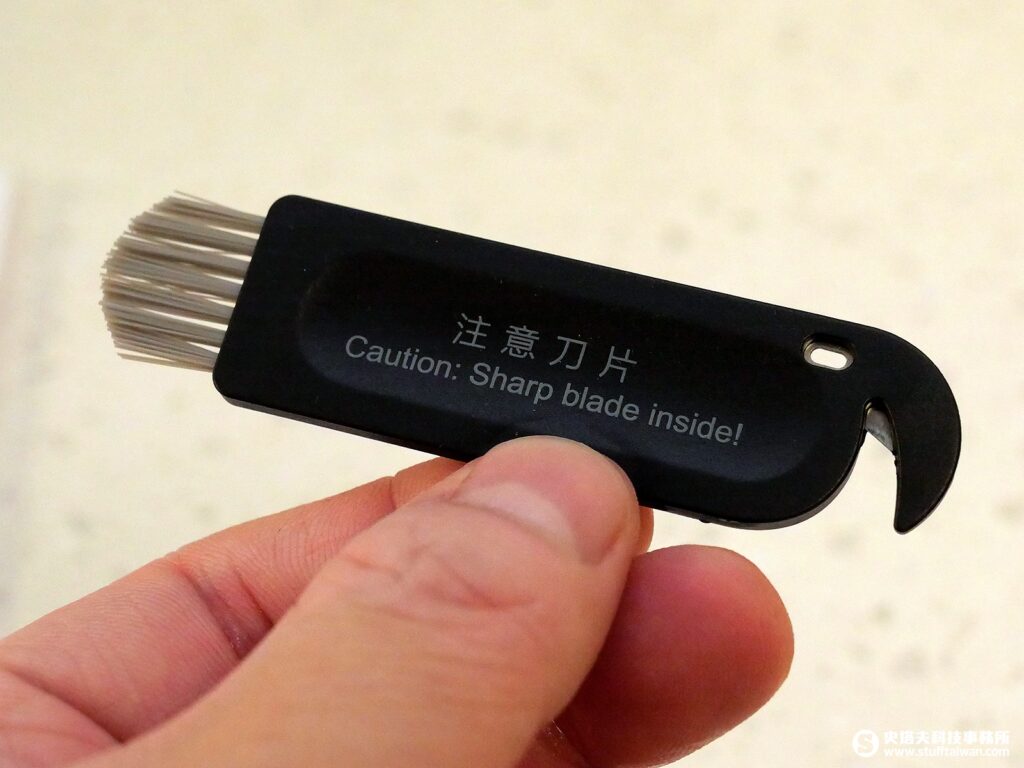 注意刀片
Caution: Sharp blade inside!
S
史塔夫科技事務所
www.stufftaiwan.com